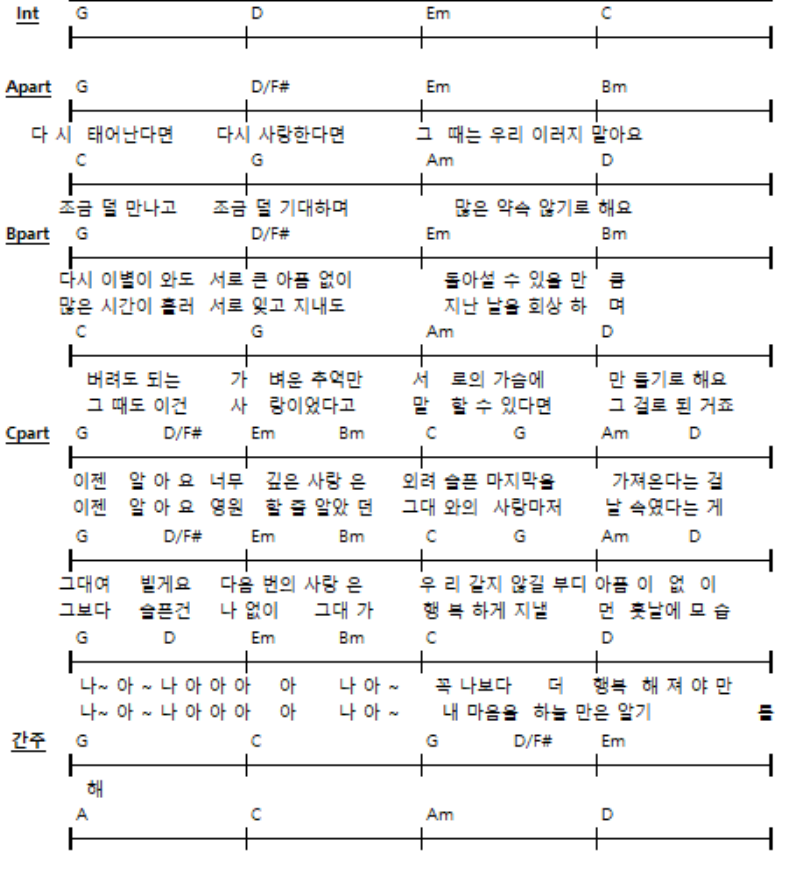 Int G D Em C
Apart G D/F# Em Bm
다 시 태어난다면 다시 사랑한다면 그 때는 우리 이러지 말아요
C G Am D
조금 덜 만나고 조금 덜 기대하며 많은 약속 않기로 해요
Bpart G D/F# Em Bm
다시 이별이 와도 서로 큰 아픔 없이 돌아설 수 있을 만 큼
많은 시간이 흘러 서로 잊고 지내도 지난 날을 회상 하 며
C G Am D
버려도 되는 가 벼운 추억만 서 로의 가슴에 만 들기로 해요
그 때도 이건 사 랑이었다고 말 할 수 있다면 그 걸로 된 거죠
Cpart G D/F# Em Bm C G Am D
이젠 알 아 요 너무 깊은 사랑 은 외려 슬픈 마지막을 가져온다는 걸
이젠 알 아 요 영원 할 줄 알았 던 그대 와의 사랑마저 날 속였다는 게
G D/F# Em Bm C G Am D
그대여 빌게요 다음 번의 사랑 은 우 리 같지 않길 부디 아픔 이 없 이
그보다 슬픈건 나 없이 그대 가 행 복 하게 지낼 먼 훗날에 모 습
G D Em Bm C D
나~ 아 ~ 나 아 아 아 아 나 아 ~ 꼭 나보다 더 행복 해 져 야 만
나~ 아 ~ 나 아 아 아 아 나 아 ~ 내 마음을 하늘 만은 알기 를
간주 G C G D/F# Em
해
A C Am D